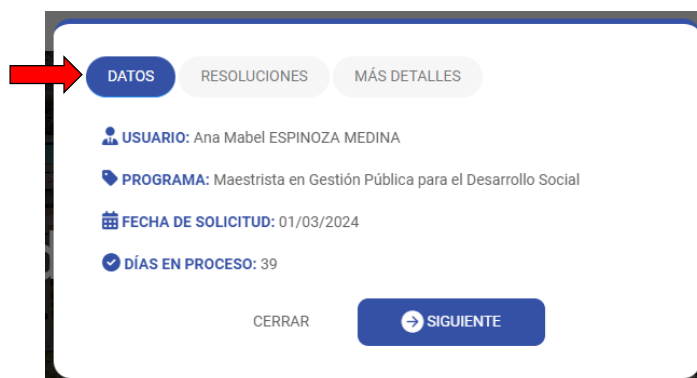 DATOS RESOLUCIONES MÁS DETALLES
USUARIO: Ana Mabel ESPINOZA MEDINA
PROGRAMA: Maestrista en Gestión Pública para el Desarrollo Social
FECHA DE SOLICITUD: 01/03/2024
DÍAS EN PROCESO: 39
CERRAR SIGUIENTE